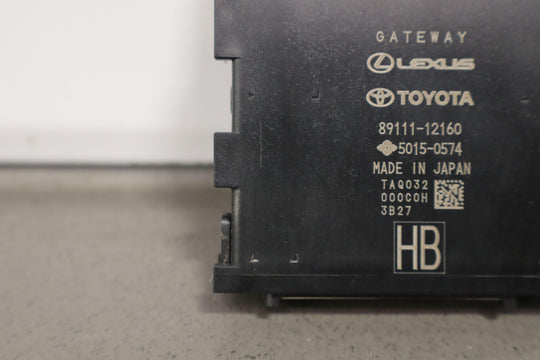 GATEWAY
LEXUS
TOYOTA
89111-12160
5015-0574
MADE IN JAPAN
TAQ032
000C0H
3B27
HB